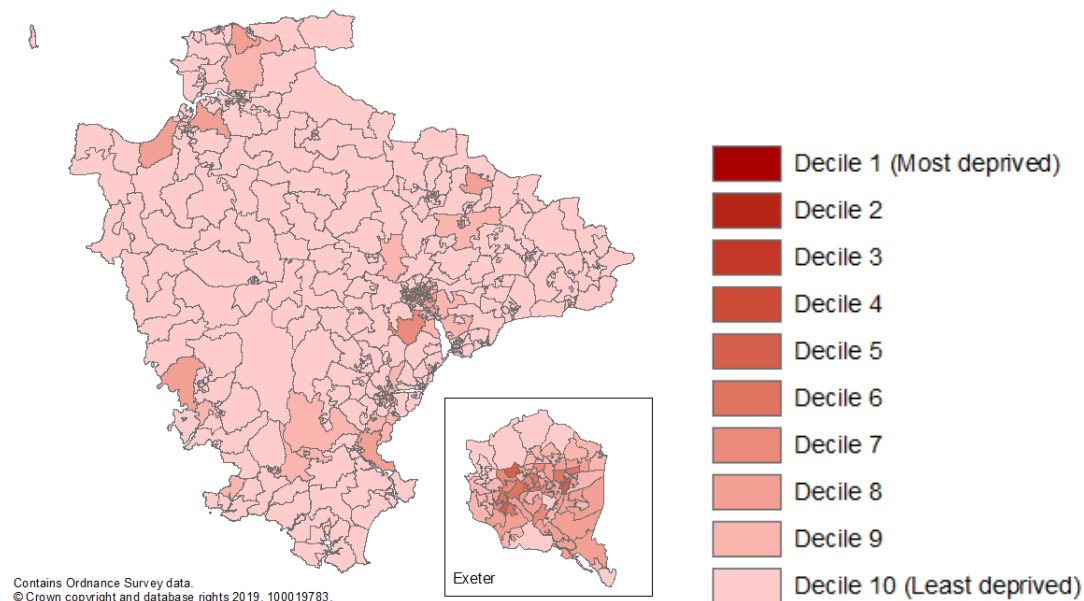 Decile 1 (Most deprived)
Decile 2
Decile 3
Decile 4
Decile 5
Decile 6
Decile 7
Decile 8
Decile 9
Decile 10 (Least deprived)
Exeter
Contains Ordnance Survey data.
© Crown copyright and database rights 2019. 100019783.